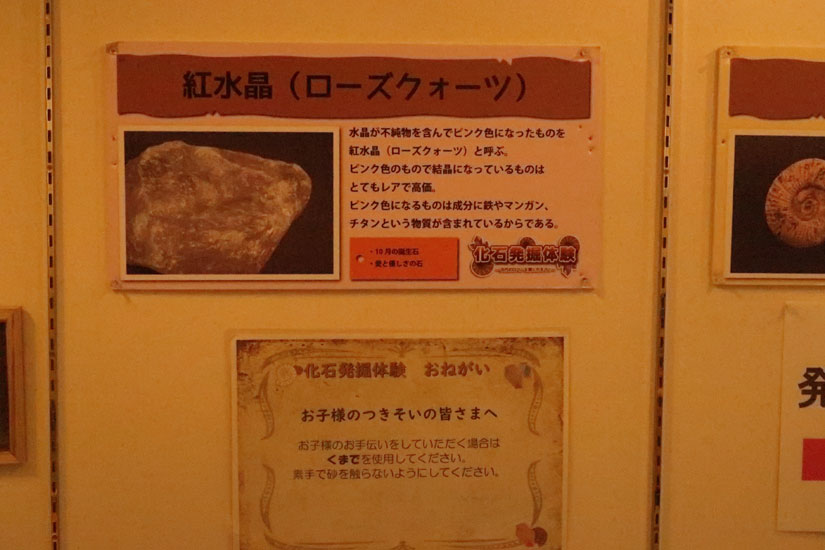 紅水晶（ローズクォーツ）
水晶が不純物を含んでピンク色になったものを
紅水晶（ローズクォーツ）と呼ぶ。
ピンク色のもので結晶になっているものは
とてもレアで高価。
ピンク色になるものは成分に鉄やマンガン、
チタンという物質が含まれているからである。
・10月の誕生石
・愛と優しさの石
化石発掘体験
化石発掘体験　おねがい
お子様のつきそいの皆さまへ
お子様のお手伝いをしていただく場合は
くまでを使用してください。
素手で砂を触らないようにしてください。
発